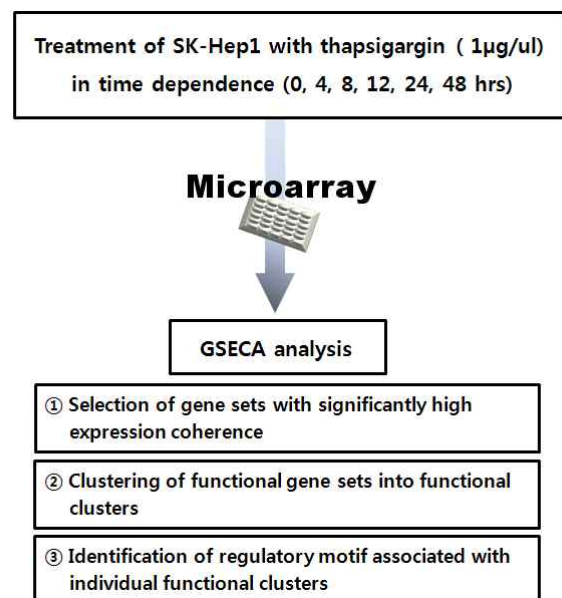 Treatment of SK-Hep1 with thapsigargin ( 1μg/ul)
in time dependence (0, 4, 8, 12, 24, 48 hrs)
Microarray
GSECA analysis
① Selection of gene sets with significantly high
expression coherence
② Clustering of functional gene sets into functional
clusters
③ Identification of regulatory motif associated with
individual functional clusters